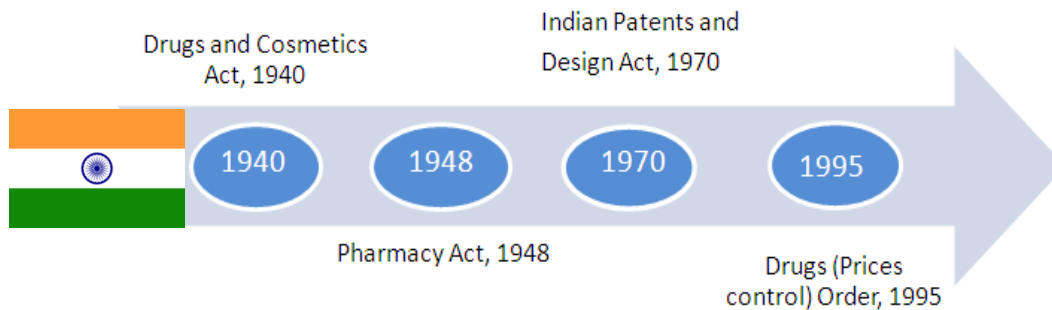 Drugs and Cosmetics
Act, 1940
Indian Patents and
Design Act, 1970
1940
1948
1970
1995
Pharmacy Act, 1948
Drugs (Prices
control) Order, 1995